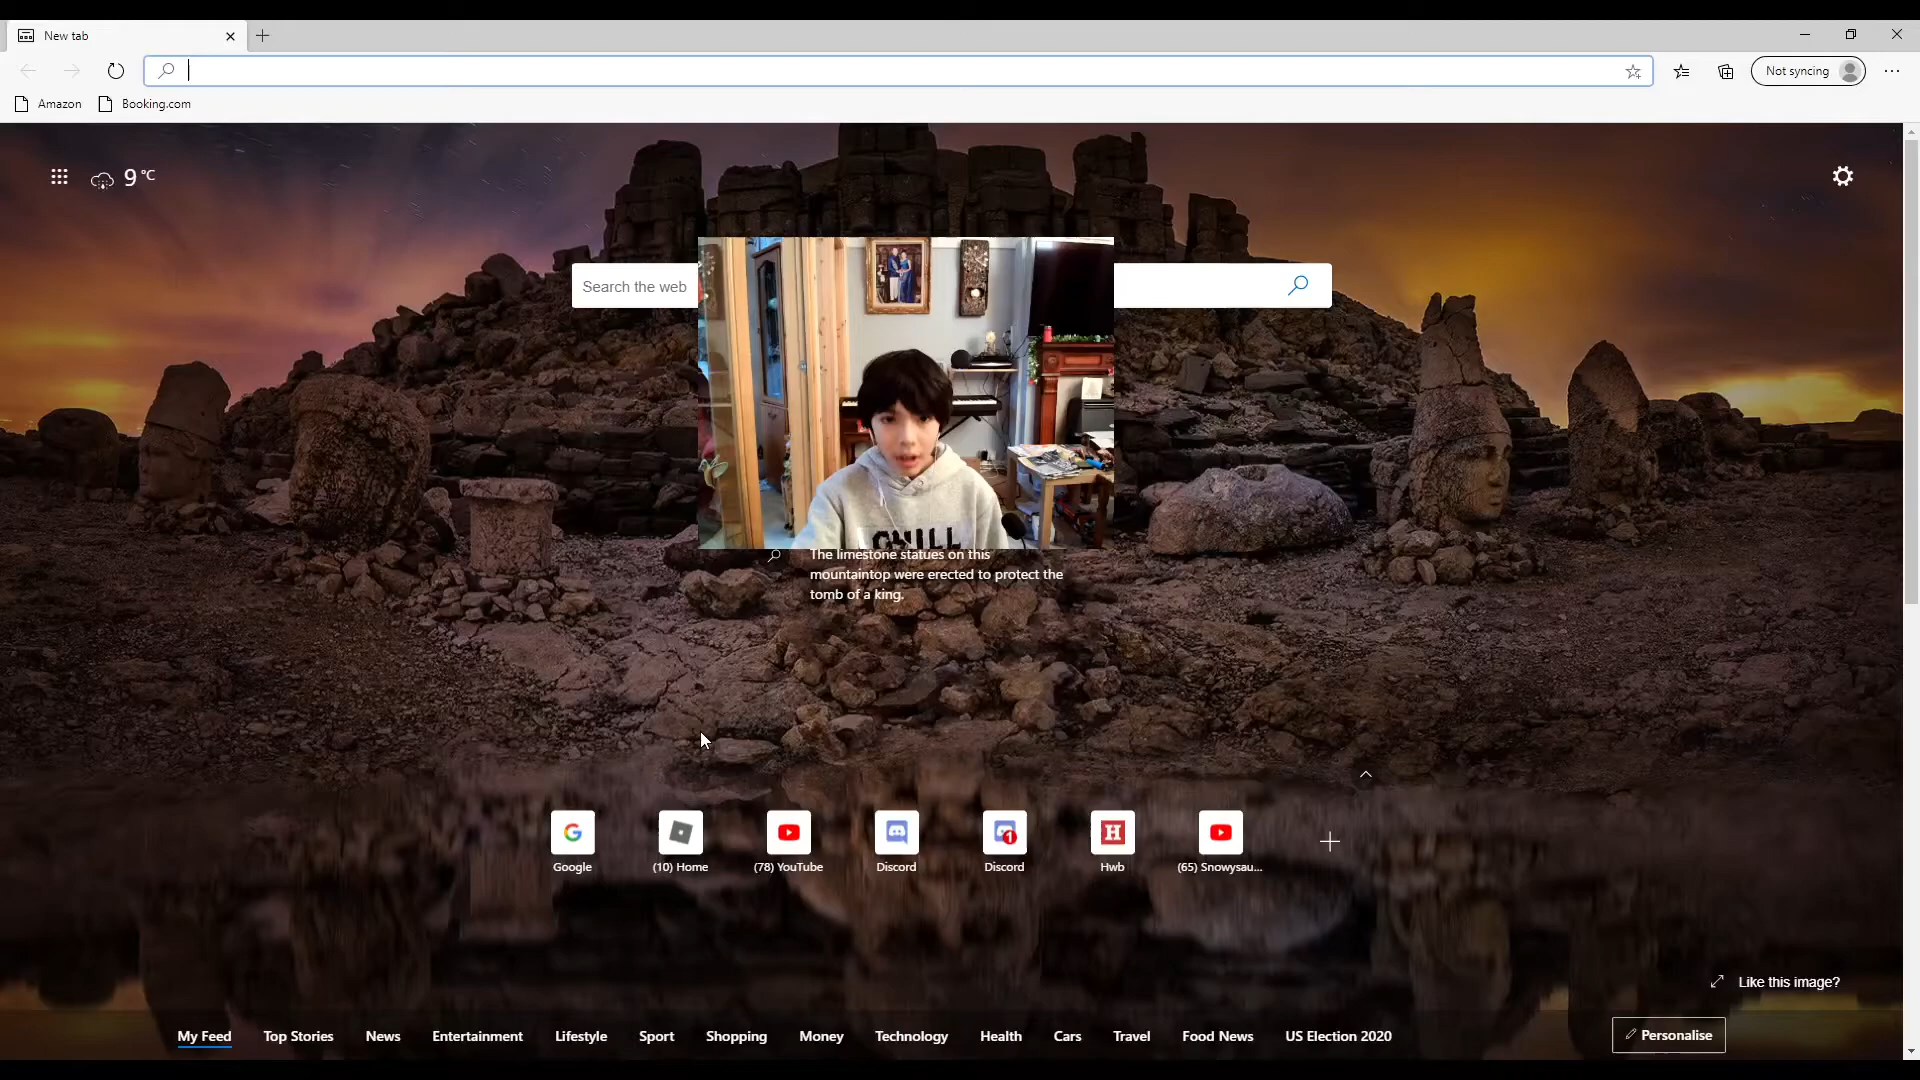 New tab
Not syncing
Amazon
Booking.com
9 °C
Search the web
CHILL
The limestone statues on this
mountaintop were erected to protect the
tomb of a king.
1
Google
(10) Home
(78) YouTube
Discord
Discord
H
Hwb
(65) Snowysau...
Like this image?
My Feed
Top Stories
News
Entertainment
Lifestyle
Sport
Shopping
Money
Technology
Health
Cars
Travel
Food News
US Election 2020
Personalise